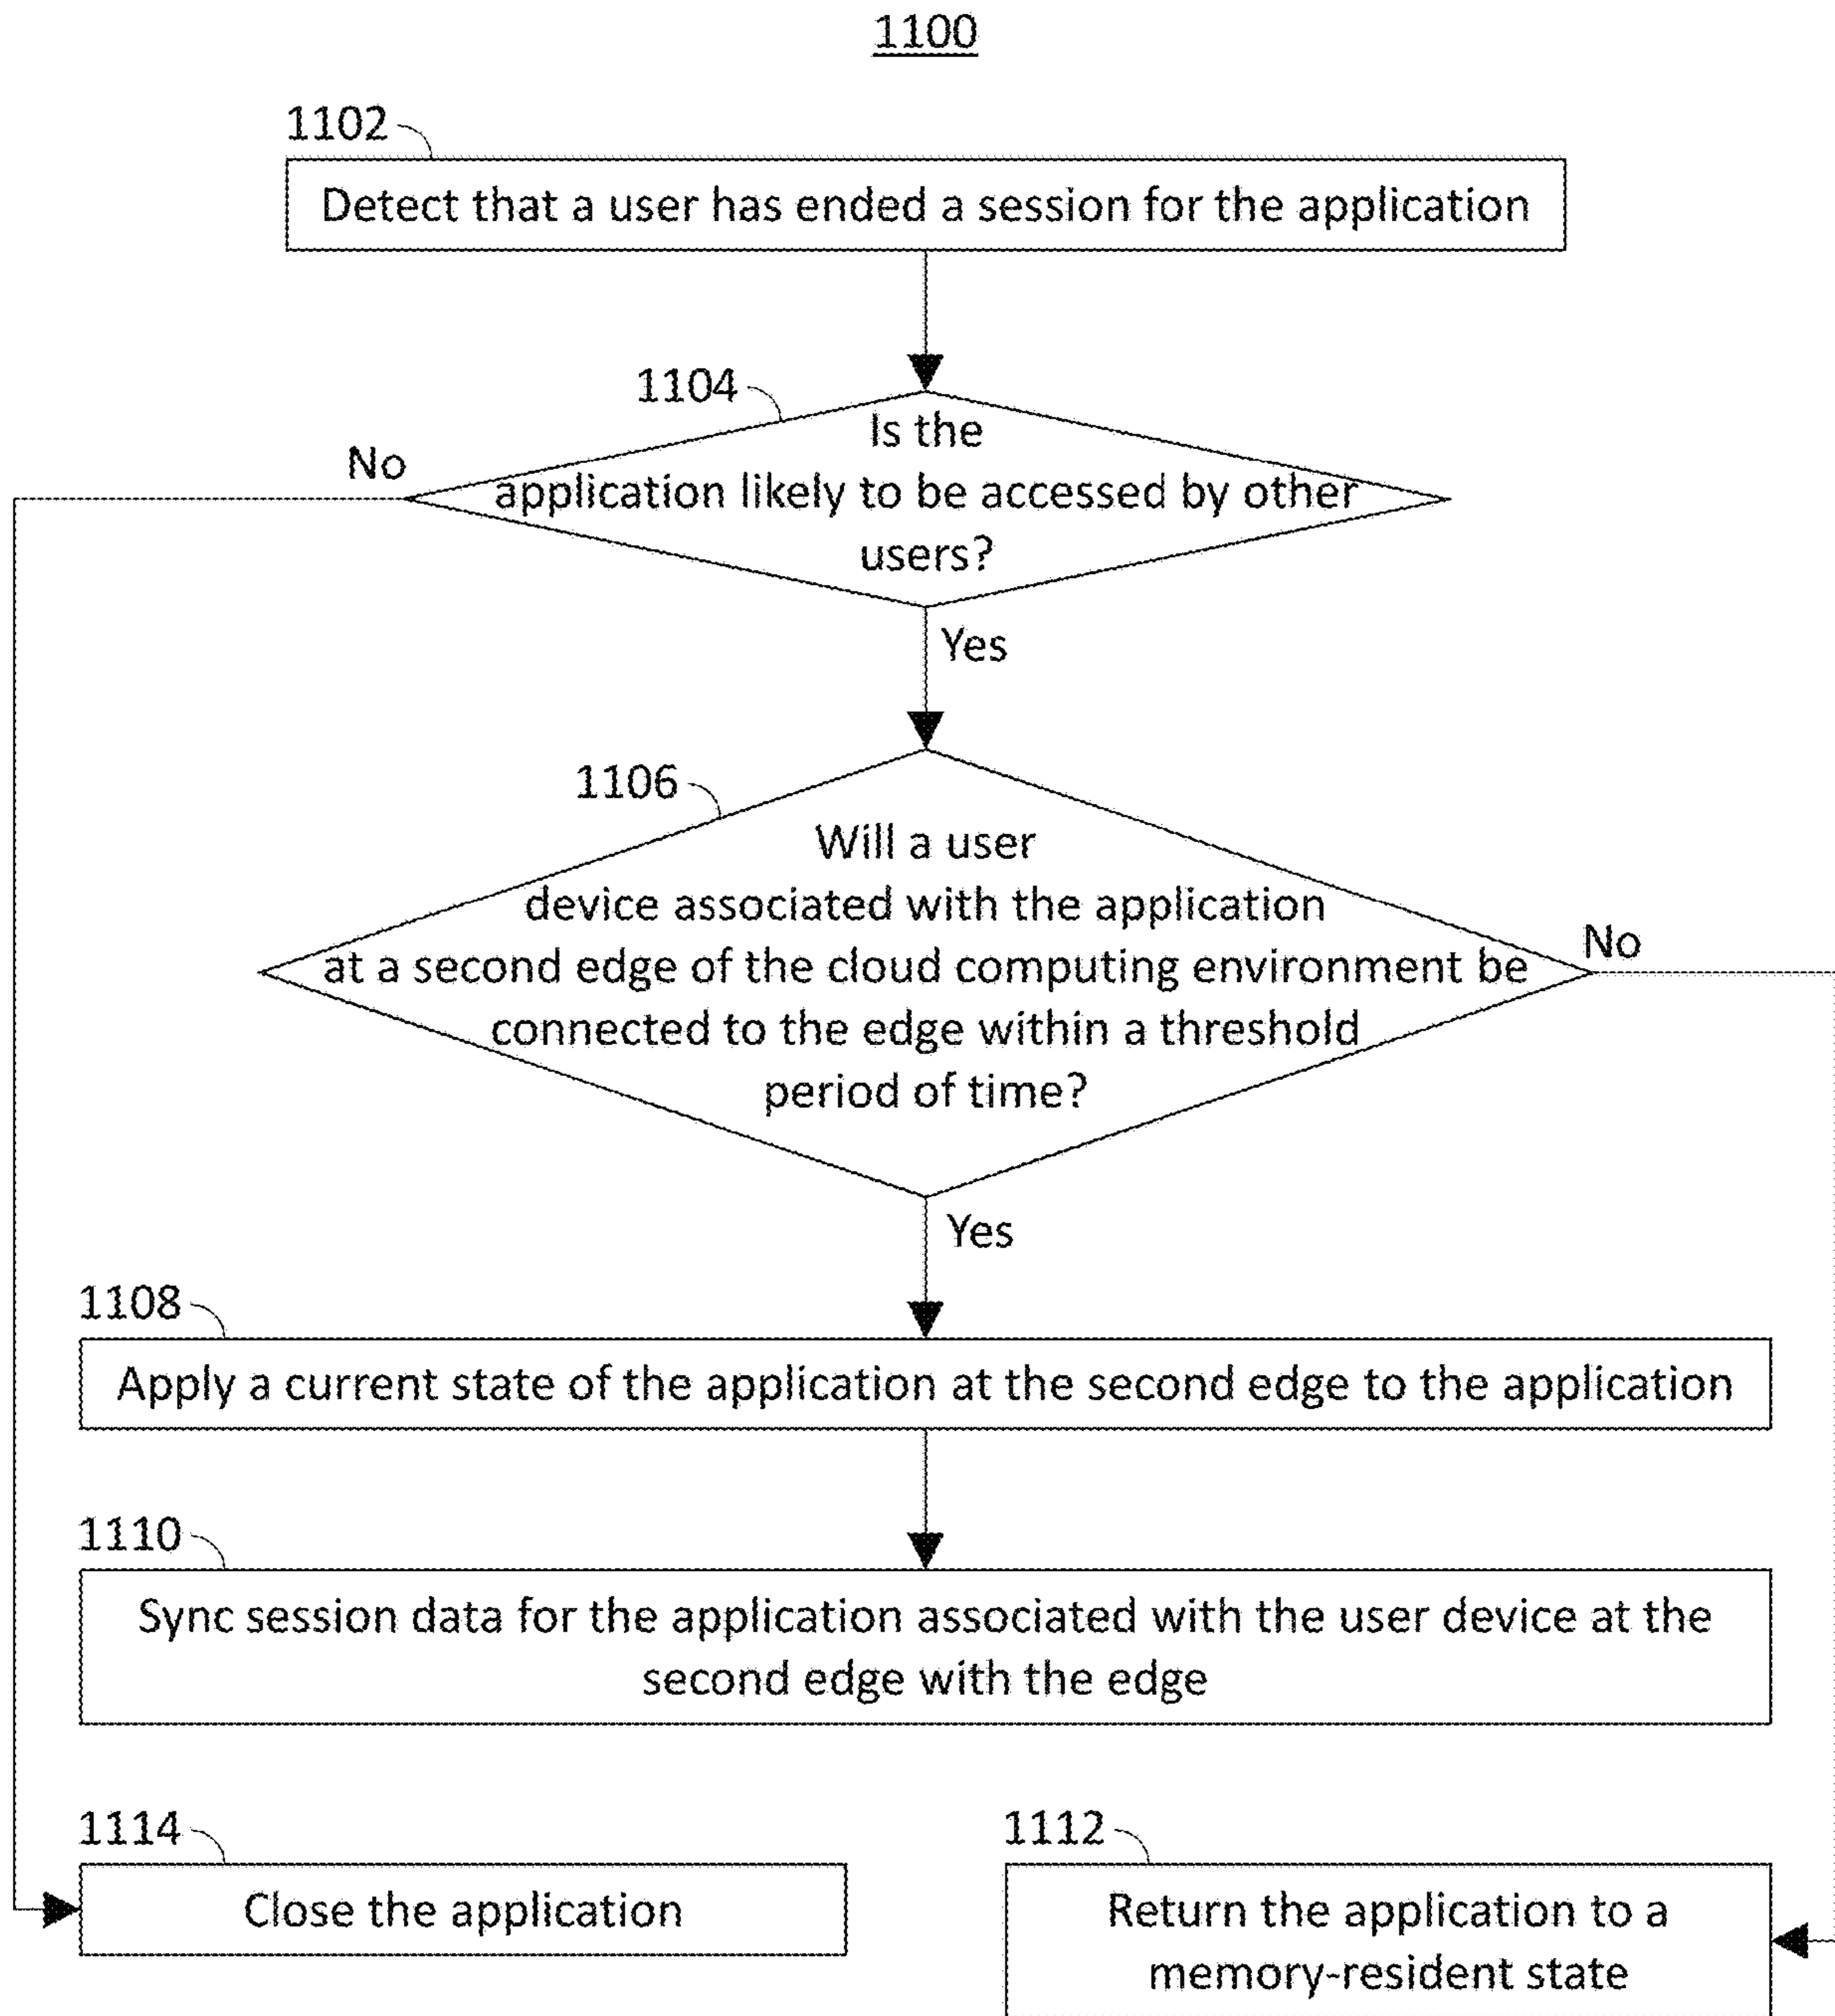 1100
1102
Detect that a user has ended a session for the application
1104
Is the
application likely to be accessed by other
users?
No
Yes
1106
Will a user
device associated with the application
at a second edge of the cloud computing environment be
connected to the edge within a threshold
period of time?
No
Yes
1108
Apply a current state of the application at the second edge to the application
1110
Sync session data for the application associated with the user device at the
second edge with the edge
1114
Close the application
1112
Return the application to a
memory-resident state